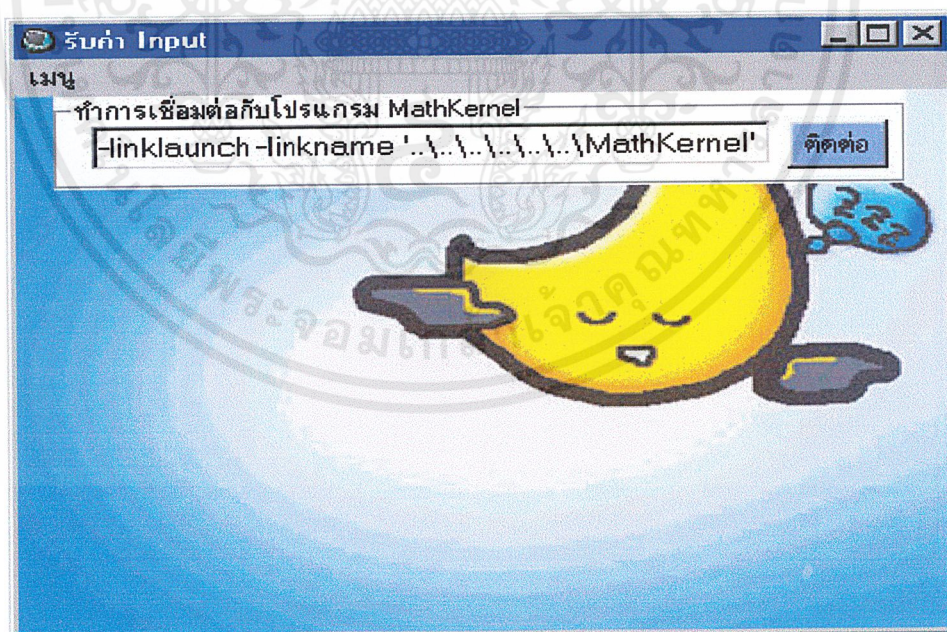 รับค่า Input
เมนู
ทำการเชื่อมต่อกับโปรแกรม MathKernel
-linklaunch -linkname '..\..\..\..\..\..\MathKernel'
ติดต่อ
zzz